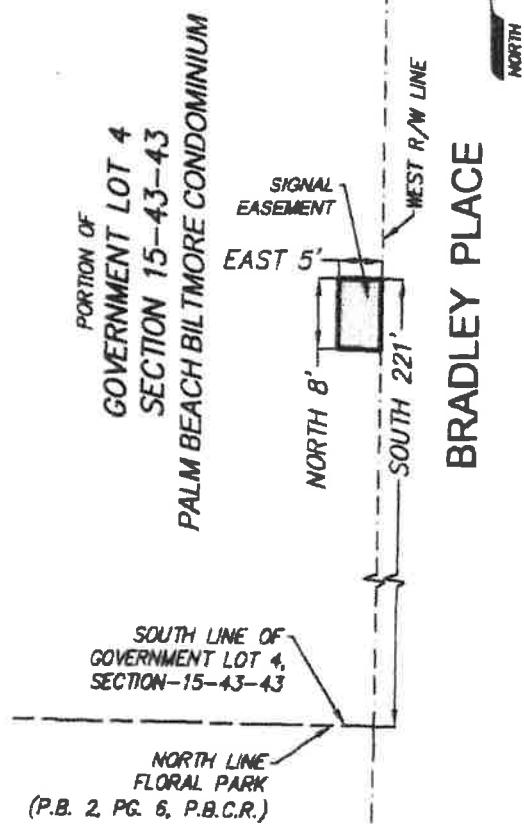 PORTION OF
GOVERNMENT LOT 4
SECTION 15-43-43
PALM BEACH BILTMORE CONDOMINIUM
NORTH
SIGNAL
EASEMENT
WEST R/W LINE
EAST 5'
NORTH 8'
SOUTH 221'
BRADLEY PLACE
SOUTH LINE OF
GOVERNMENT LOT 4,
SECTION-15-43-43
NORTH LINE
FLORAL PARK
(P.B. 2, PG. 6, P.B.C.R.)